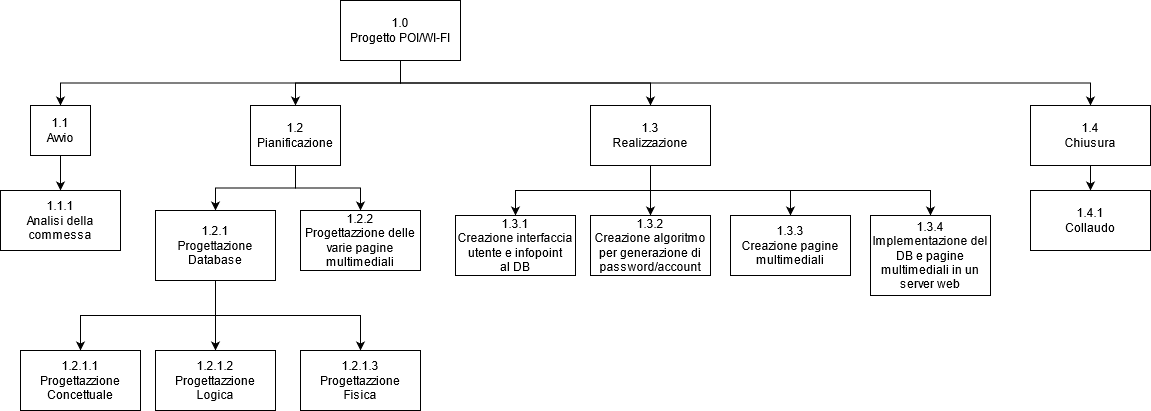 1.0
Progetto POI/WI-FI
1.1
Avvio
1.2
Pianificazione
1.3
Realizzazione
1.4
Chiusura
1.1.1
Analisi della
commessa
1.2.1
Progettazione
Database
1.2.2
Progettazzione delle
varie pagine
multimediali
1.3.1
Creazione interfaccia
utente e infopoint
al DB
1.3.2
Creazione algoritmo
per generazione di
password/account
1.3.3
Creazione pagine
multimediali
1.3.4
Implementazione del
DB e pagine
multimediali in un
server web
1.4.1
Collaudo
1.2.1.1
Progettazzione
Concettuale
1.2.1.2
Progettazzione
Logica
1.2.1.3
Progettazzione
Fisica